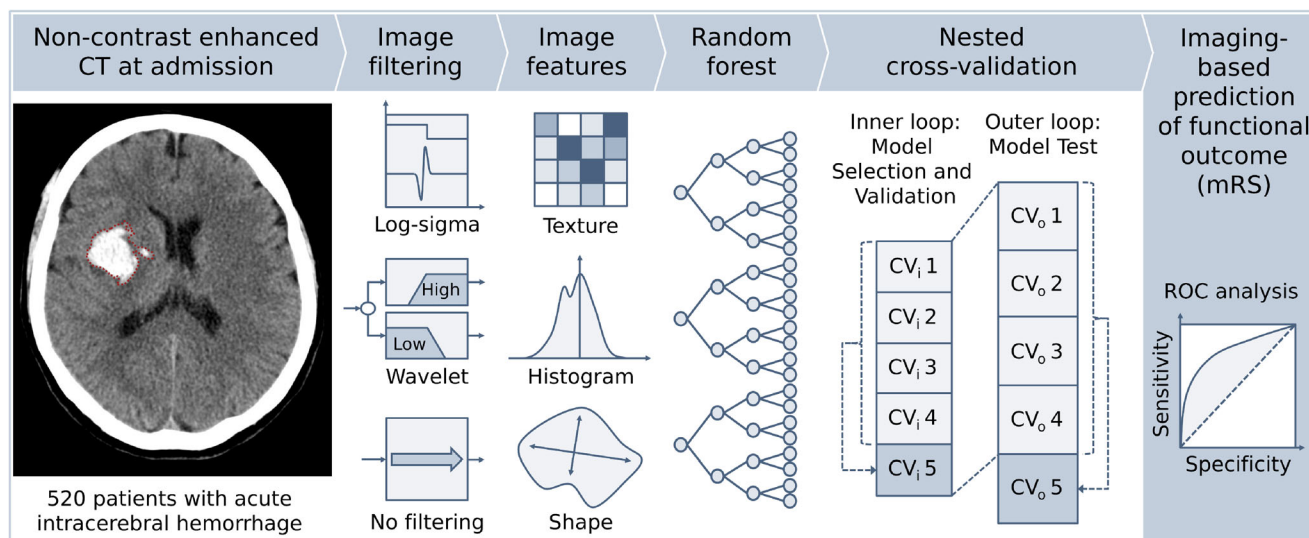 Non-contrast enhanced
CT at admission
Image
filtering
Image
features
Random
forest
Nested
cross-validation
Imaging-
based
prediction
of functional
outcome
(mRS)
520 patients with acute
intracerebral hemorrhage
Log-sigma
High
Low
Wavelet
No filtering
Texture
Histogram
Shape
Inner loop:
Model
Selection and
Validation
CVi 1
CVi 2
CVi 3
CVi 4
CVi 5
Outer loop:
Model Test
CVo 1
CVo 2
CVo 3
CVo 4
CVo 5
ROC analysis
Sensitivity
Specificity